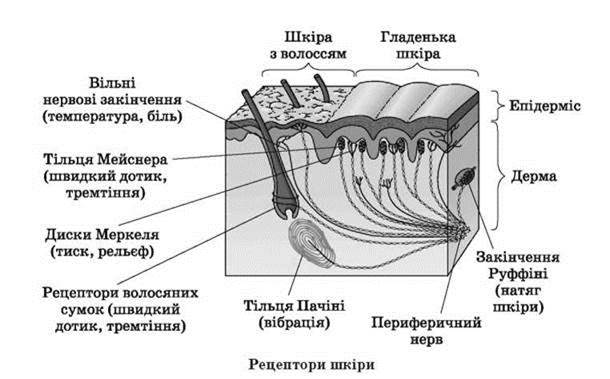 Шкіра
з волоссям
Гладенька
шкіра
Вільні
нервові закінчення
(температура, біль)
Епідерміс
Тільця Мейснера
(швидкий дотик,
тремтіння)
Дерма
Диски Меркеля
(тиск, рельєф)
Рецептори волосяних
сумок (швидкий
дотик, тремтіння)
Тільця Пачіні
(вібрація)
Периферичний
нерв
Закінчення
Руффіні
(натяг
шкіри)
Рецептори шкіри